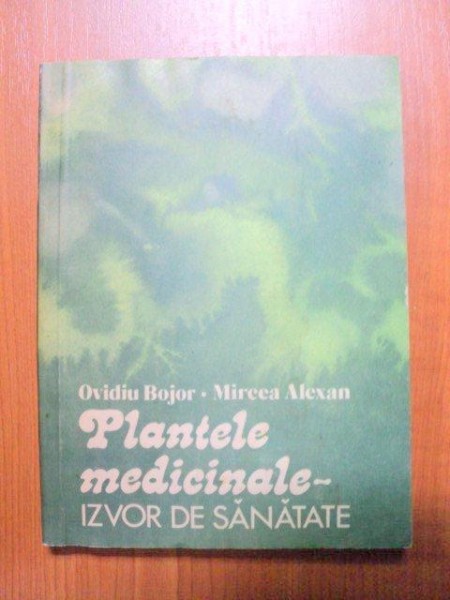 Ovidiu Bojor • Mircea Alexan
Plantele
medicinale-
IZVOR DE SĂNĂTATE